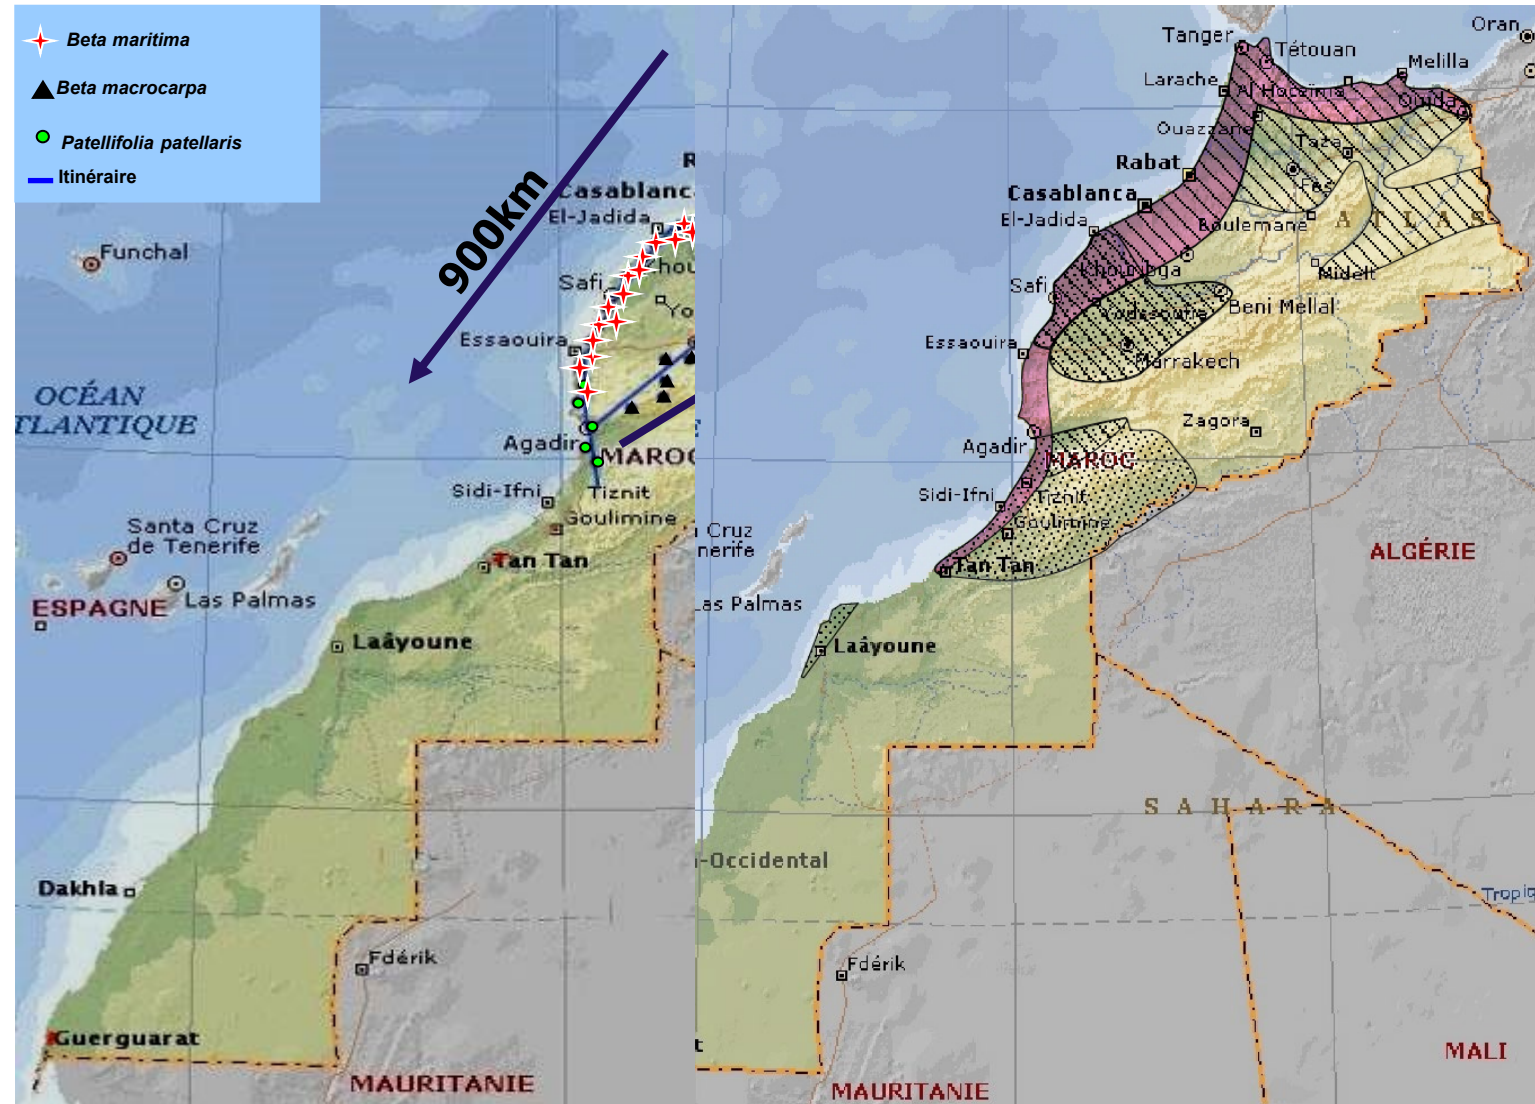 Beta maritima
Beta macrocarpa
Patellifolia patellaris
Itinéraire
900km
R
Casablanc
El-Jadida
Funchal
Safi
Essaouira
OCÉAN
TLANTIQUE
Agadir
MAROC
Sidi-Ifni
Tiznit
Goulimine
Santa Cruz
de Tenerife
Tan Tan
Las Palmas
ESPAGNE
Laâyoune
Dakhla
Fdérik
Guerguarat
MAURITANIE
Oran
Tanger
Tétouan
Melilla
Larache
Al Hoceïma
Oujda
Ouazzane
Taza
Rabat
Fès
Casablanca
El-Jadida
Boulemane
ATLAS
Khouribga
Midelt
Safi
Beni Mellal
Essaouira
Marrakech
Zagora
Agadir
MAROC
Sidi-Ifni
Tiznit
Goulimine
Cruz
nerife
ALGÉRIE
Tan Tan
as Palmas
Laâyoune
SAHARA
-Occidental
Tropiq
Fdérik
t
MALI
MAURITANIE